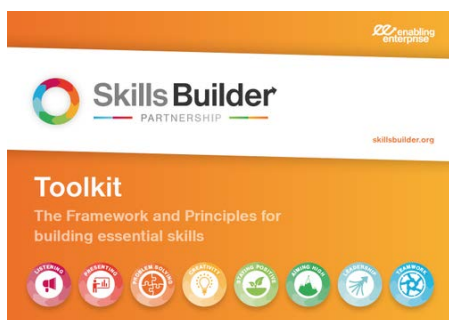 enabling
enterprise
Skills Builder
PARTNERSHIP
skillsbuilder.org
Toolkit
The Framework and Principles for
building essential skills
LISTENING
PRESENTING
PROBLEM SOLVING
CREATIVITY
STAYING POSITIVE
AIMING HIGH
LEADERSHIP
TEAMWORK